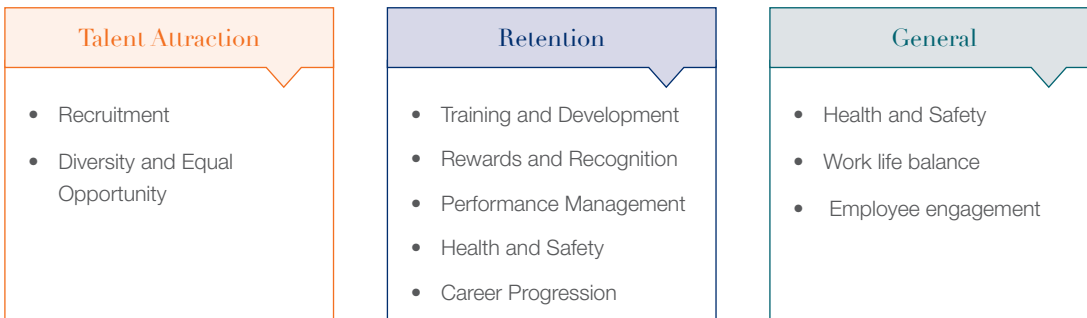 Talent Attraction
• Recruitment
• Diversity and Equal
Opportunity
Retention
• Training and Development
• Rewards and Recognition
• Performance Management
• Health and Safety
• Career Progression
General
• Health and Safety
• Work life balance
• Employee engagement